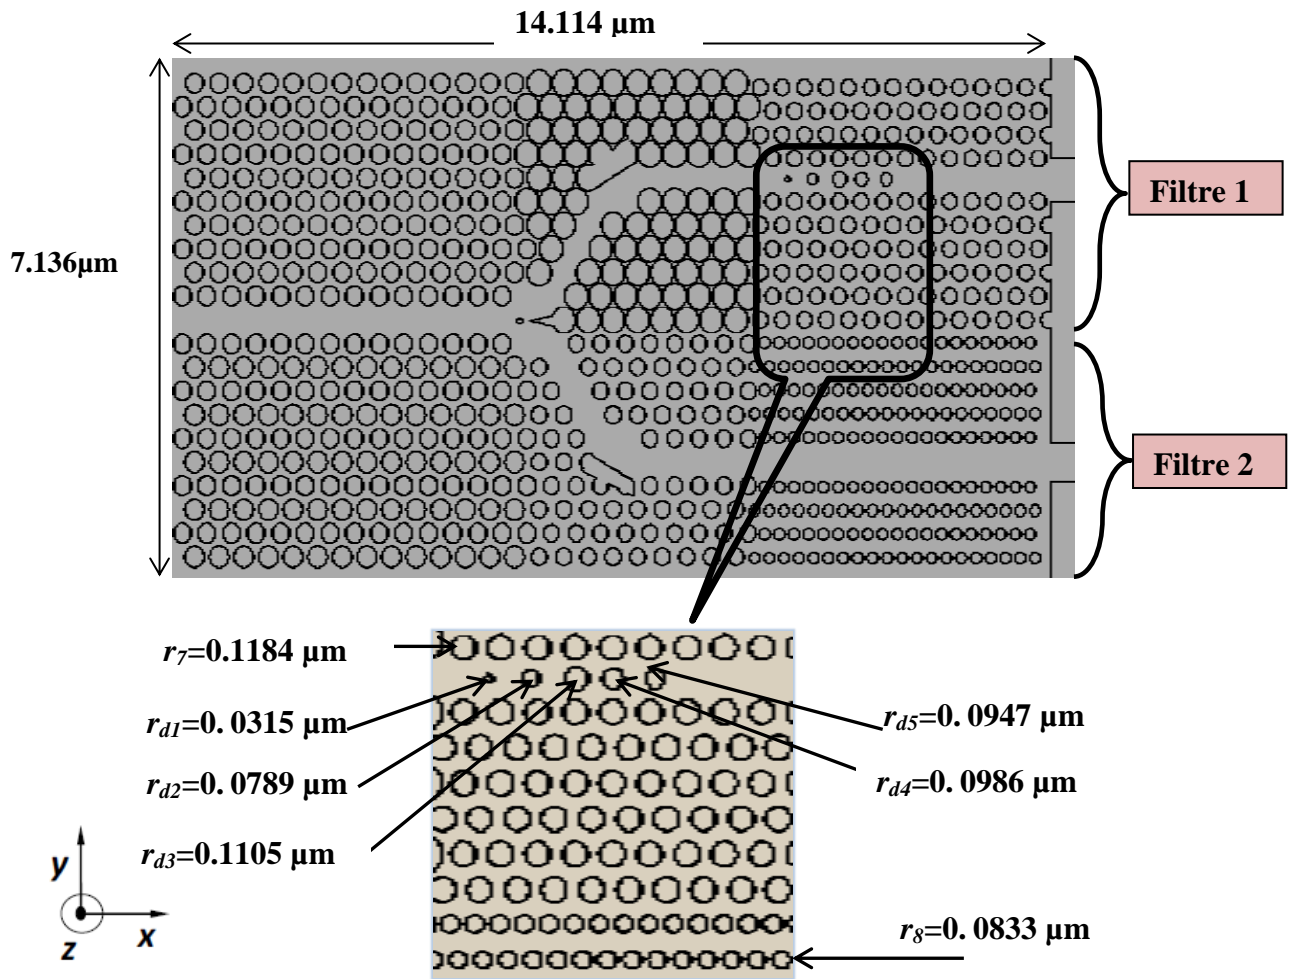 14.114 µm
Filtre 1
7.136µm
Filtre 2
r7=0.1184 µm
rd1=0. 0315 µm
rd5=0. 0947 µm
rd2=0. 0789 µm
rd4=0. 0986 µm
rd3=0.1105 µm
y
z
x
r8=0. 0833 µm